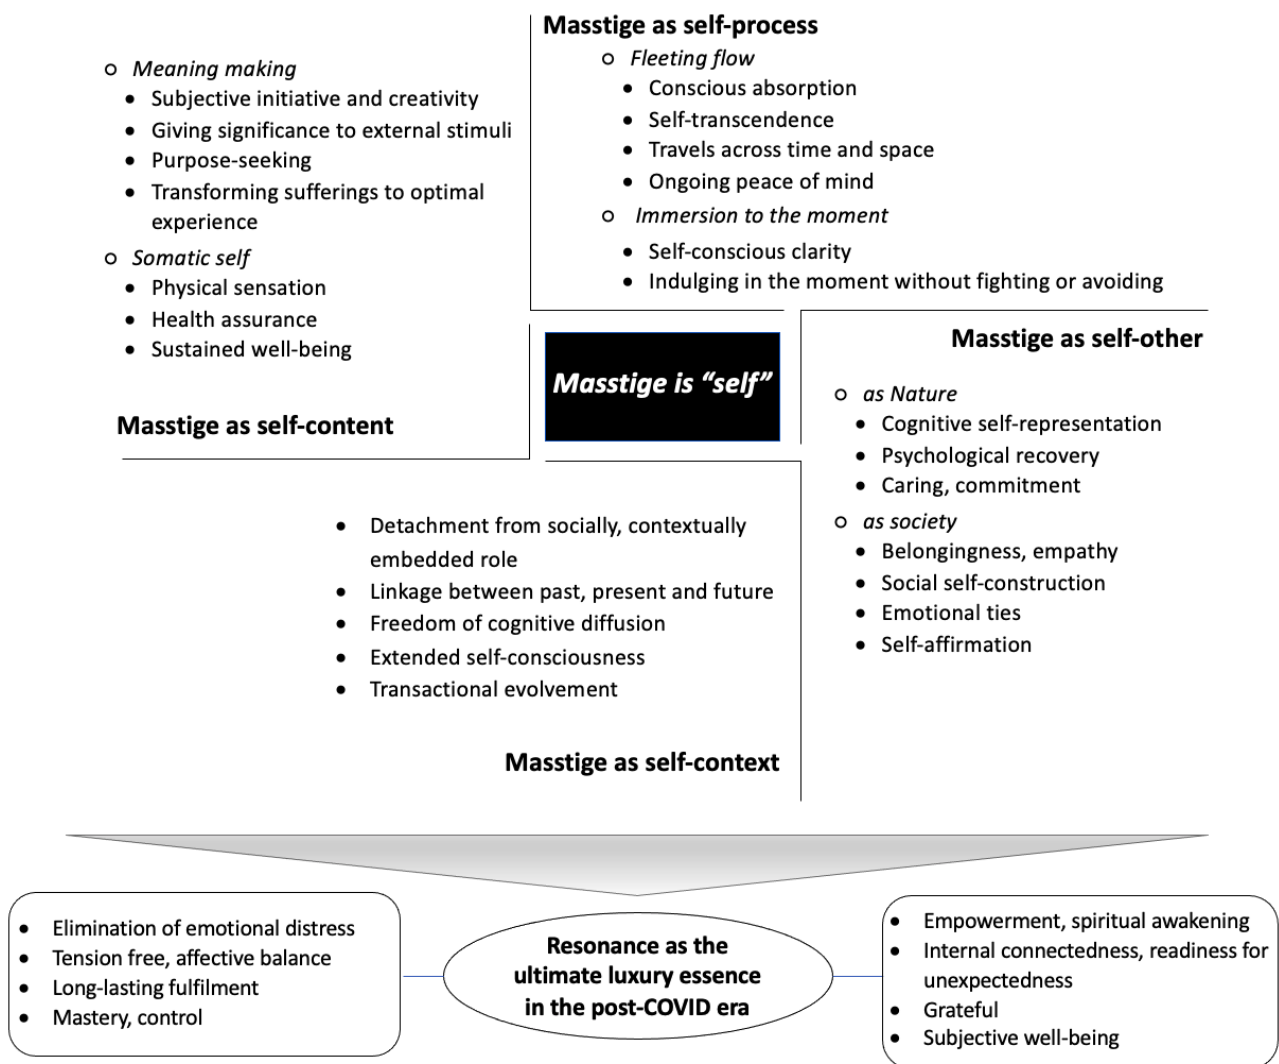 Masstige as self-process
○ Fleeting flow
• Conscious absorption
• Self-transcendence
• Travels across time and space
• Ongoing peace of mind
○ Immersion to the moment
• Self-conscious clarity
• Indulging in the moment without fighting or avoiding
○ Meaning making
• Subjective initiative and creativity
• Giving significance to external stimuli
• Purpose-seeking
• Transforming sufferings to optimal
experience
○ Somatic self
• Physical sensation
• Health assurance
• Sustained well-being
Masstige as self-content
Masstige is “self”
Masstige as self-other
○ as Nature
• Cognitive self-representation
• Psychological recovery
• Caring, commitment
○ as society
• Belongingness, empathy
• Social self-construction
• Emotional ties
• Self-affirmation
• Detachment from socially, contextually
embedded role
• Linkage between past, present and future
• Freedom of cognitive diffusion
• Extended self-consciousness
• Transactional evolvement
Masstige as self-context
• Elimination of emotional distress
• Tension free, affective balance
• Long-lasting fulfilment
• Mastery, control
Resonance as the
ultimate luxury essence
in the post-COVID era
• Empowerment, spiritual awakening
• Internal connectedness, readiness for
unexpectedness
• Grateful
• Subjective well-being